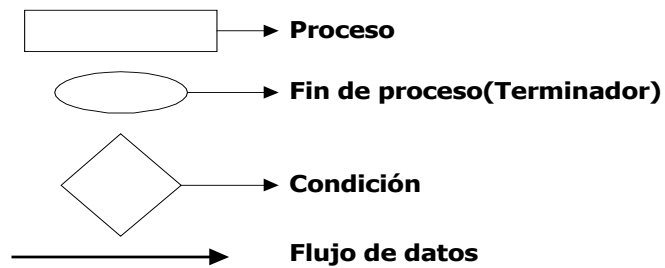 Proceso
Fin de proceso(Terminador)
Condición
Flujo de datos